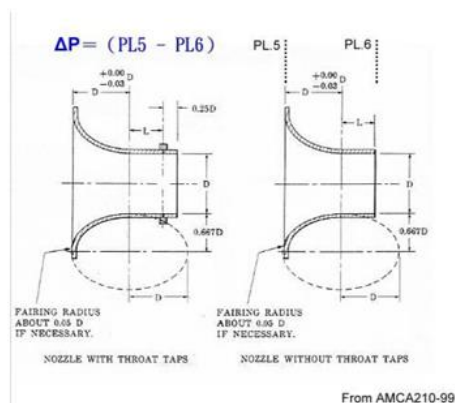 ΔP = (PL5 - PL6)
PL.5
PL.6
+0.00 D
-0.03
D
0.25D
L
D
0.667D
D
FAIRING RADIUS
ABOUT 0.05 D
IF NECESSARY.
NOZZLE WITH THROAT TAPS
D
+0.00 D
-0.03
L
D
0.667D
D
FAIRING RADIUS
ABOUT 0.05 D
IF NECESSARY.
NOZZLE WITHOUT THROAT TAPS
From AMCA210-99